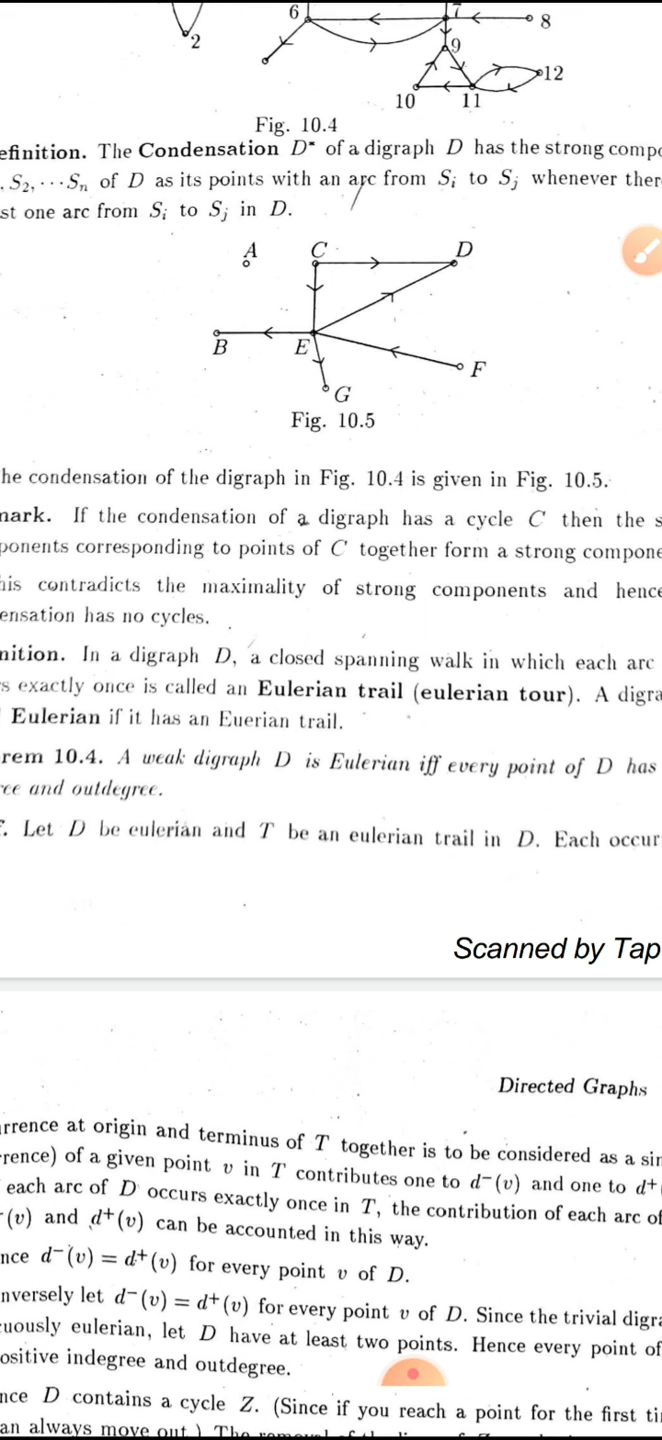 6
7
8
2
9
12
10
11
Fig. 10.4
efinition. The Condensation D* of a digraph D has the strong compo
. S₂, ⋯ Sₙ of D as its points with an arc from Sᵢ to Sⱼ whenever ther
st one arc from Sᵢ to Sⱼ in D.
A C D
B E F
G
Fig. 10.5
he condensation of the digraph in Fig. 10.4 is given in Fig. 10.5.
mark. If the condensation of a digraph has a cycle C then the s
ponents corresponding to points of C together form a strong compone
his contradicts the maximality of strong components and hence
ensation has no cycles.
nition. In a digraph D, a closed spanning walk in which each arc
s exactly once is called an Eulerian trail (eulerian tour). A digra
Eulerian if it has an Euerian trail.
rem 10.4. A weak digraph D is Eulerian iff every point of D has
ree and outdegree.
f. Let D be eulerian and T be an eulerian trail in D. Each occur
Scanned by Tap
Directed Graphs
urrence at origin and terminus of T together is to be considered as a sin
rrence) of a given point v in T contributes one to d⁻(v) and one to d⁺
each arc of D occurs exactly once in T, the contribution of each arc of
⁻(v) and d⁺(v) can be accounted in this way.
nce d⁻(v) = d⁺(v) for every point v of D.
nversely let d⁻(v) = d⁺(v) for every point v of D. Since the trivial digra
uously eulerian, let D have at least two points. Hence every point of
ositive indegree and outdegree.
nce D contains a cycle Z. (Since if you reach a point for the first ti
an always move out.) The